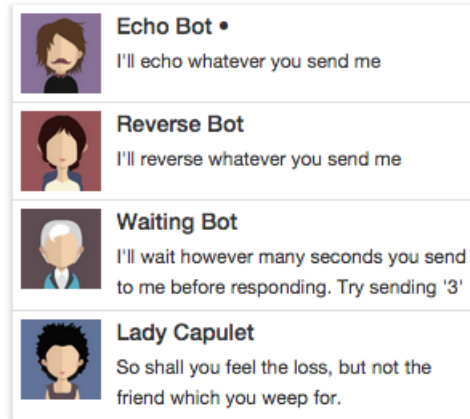 Echo Bot •
I'll echo whatever you send me
Reverse Bot
I'll reverse whatever you send me
Waiting Bot
I'll wait however many seconds you send
to me before responding. Try sending '3'
Lady Capulet
So shall you feel the loss, but not the
friend which you weep for.